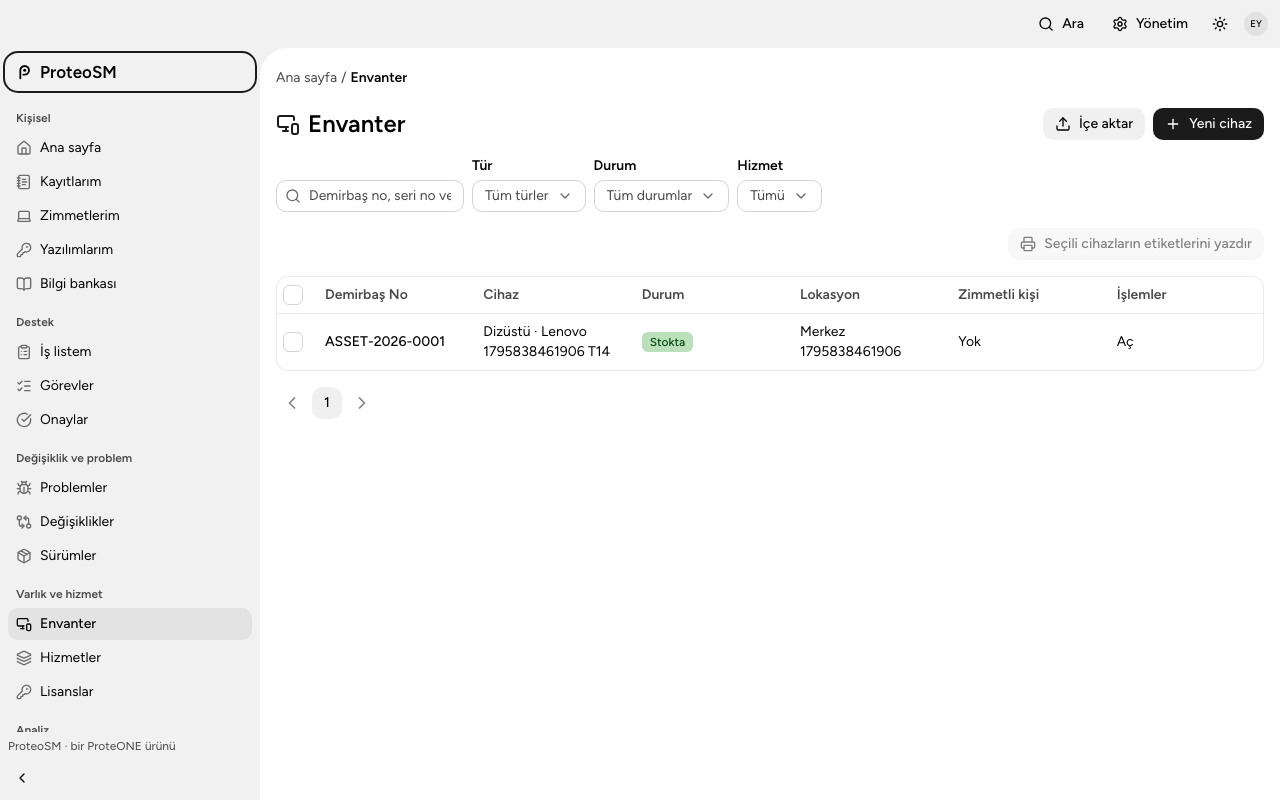 Ara
Yönetim
EY
ProteoSM
Kişisel
Ana sayfa
Kayıtlarım
Zimmetlerim
Yazılımlarım
Bilgi bankası
Destek
İş listem
Görevler
Onaylar
Değişiklik ve problem
Problemler
Değişiklikler
Sürümler
Varlık ve hizmet
Envanter
Hizmetler
Lisanslar
Analiz
ProteoSM · bir ProteONE ürünü
Ana sayfa / Envanter
Envanter
İçe aktar
Yeni cihaz
Tür
Durum
Hizmet
Demirbaş no, seri no ve
Tüm türler
Tüm durumlar
Tümü
Seçili cihazların etiketlerini yazdır
Demirbaş No
Cihaz
Durum
Lokasyon
Zimmetli kişi
İşlemler
ASSET-2026-0001
Dizüstü · Lenovo
1795838461906 T14
Stokta
Merkez
1795838461906
Yok
Aç
1